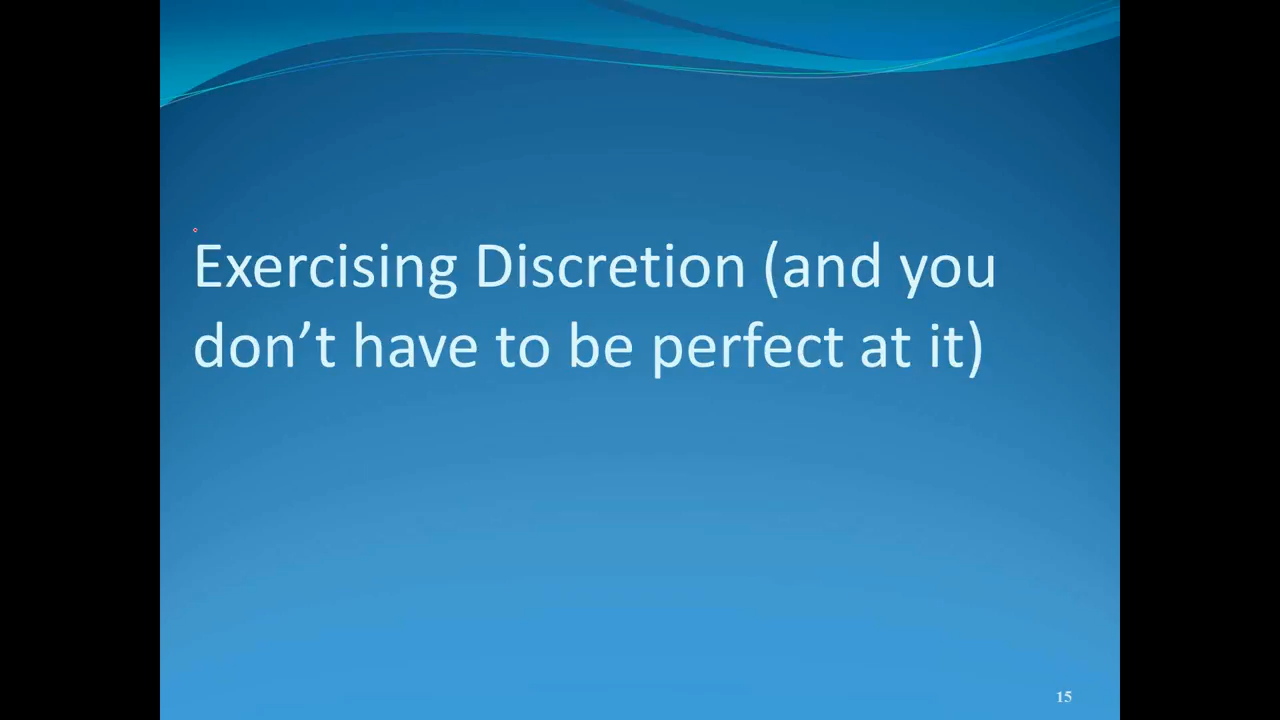 Exercising Discretion (and you
don’t have to be perfect at it)
15